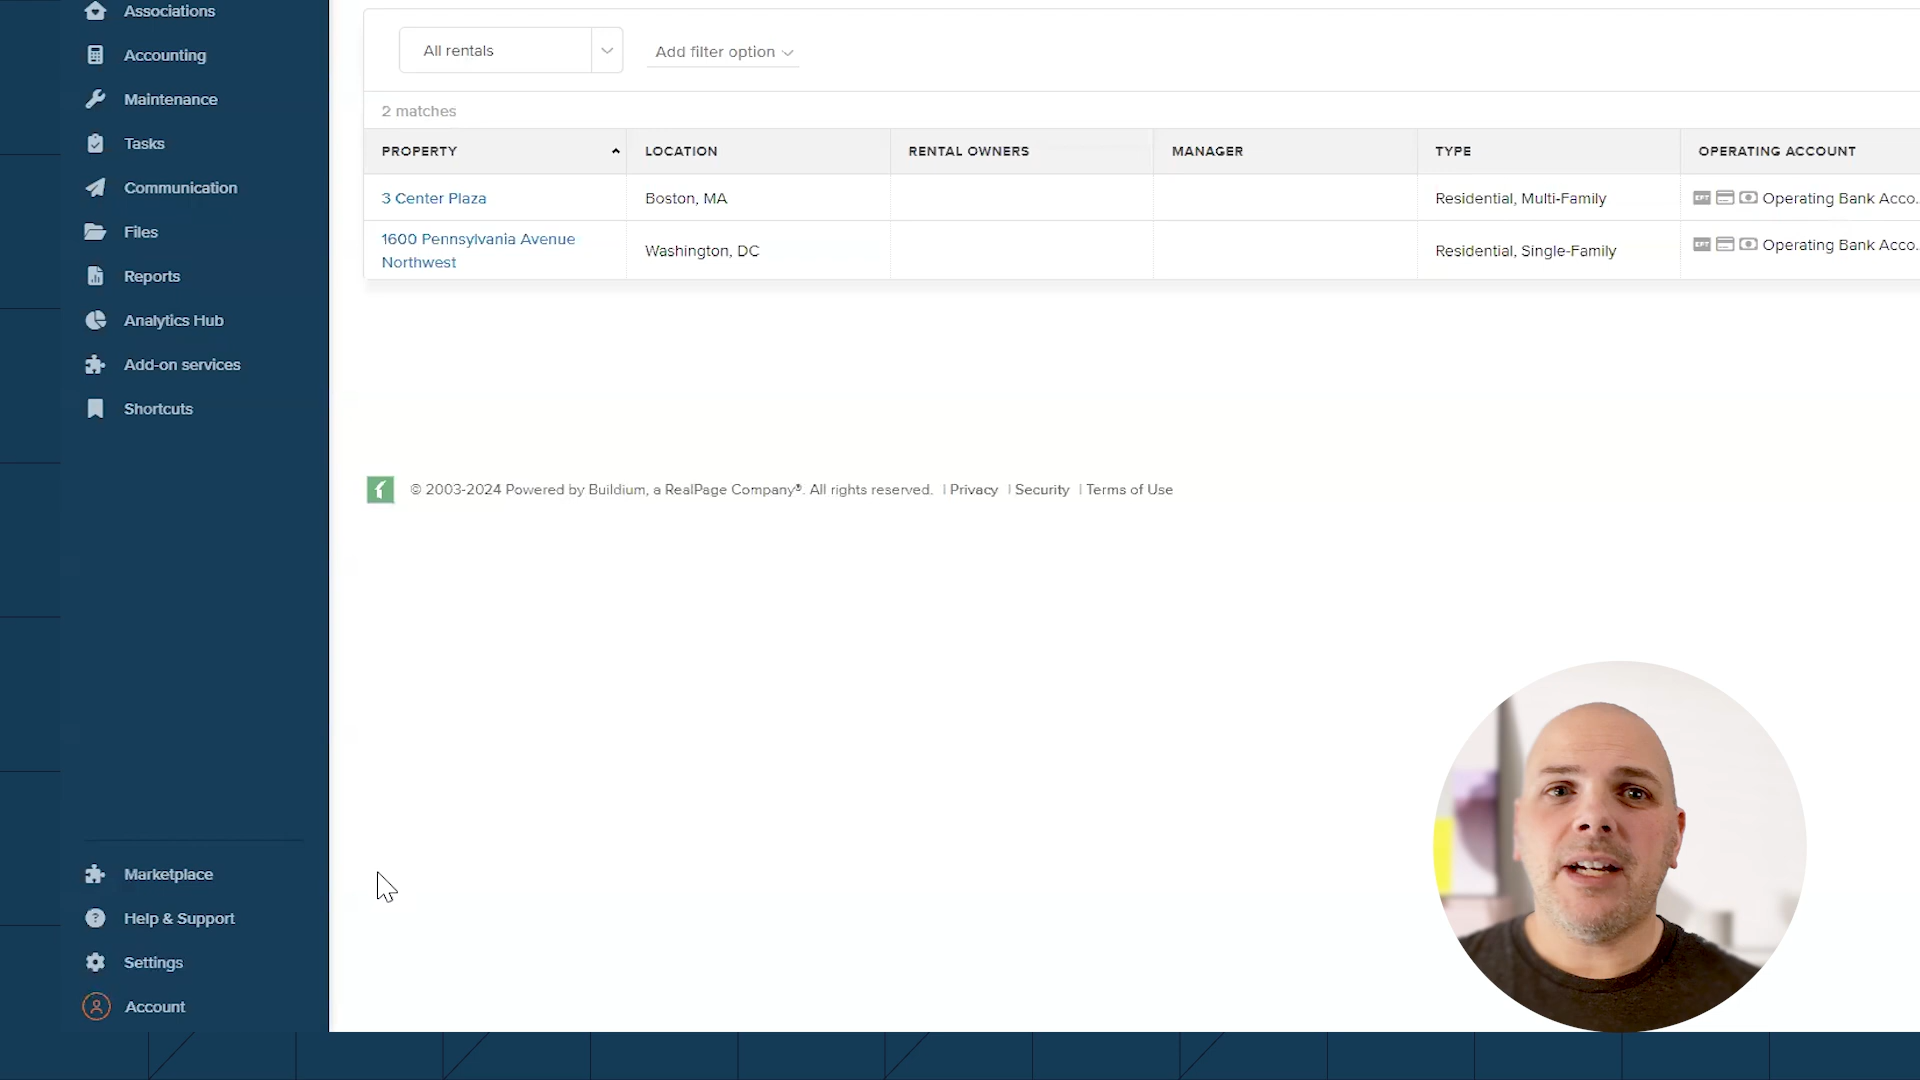 Associations
Accounting
Maintenance
Tasks
Communication
Files
Reports
Analytics Hub
Add-on services
Shortcuts
Marketplace
Help & Support
Settings
Account
All rentals
Add filter option
2 matches
PROPERTY LOCATION RENTAL OWNERS MANAGER TYPE OPERATING ACCOUNT
3 Center Plaza Boston, MA Residential, Multi-Family EFT Operating Bank Acco...
1600 Pennsylvania Avenue
Northwest Washington, DC Residential, Single-Family EFT Operating Bank Acco...
© 2003-2024 Powered by Buildium, a RealPage Company®. All rights reserved. | Privacy | Security | Terms of Use